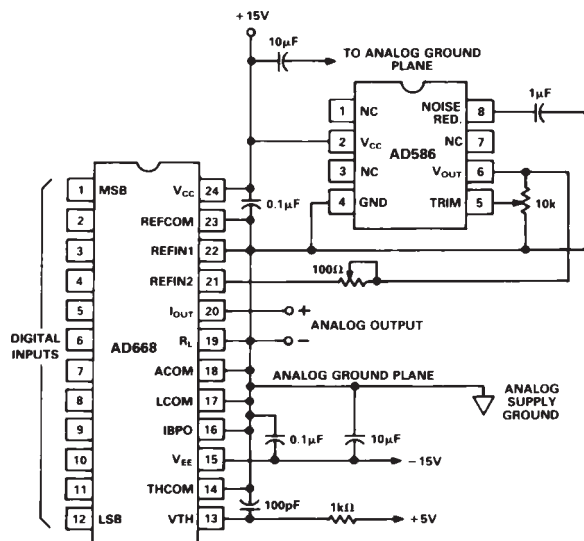 +15V
10µF
TO ANALOG GROUND
PLANE
1 NC
NOISE
RED. 8
1µF
2 VCC
NC 7
AD586
3 NC
VOUT 6
4 GND
TRIM 5
10k
1 MSB
VCC 24
0.1µF
2
REFCOM 23
3
REFIN1 22
4
REFIN2 21
100Ω
5
IOUT 20
+
ANALOG OUTPUT
DIGITAL
INPUTS
6
AD668
RL 19
–
7
ACOM 18
ANALOG GROUND PLANE
8
LCOM 17
ANALOG
SUPPLY
GROUND
9
IBPO 16
0.1µF
10µF
10
VEE 15
–15V
11
THCOM 14
100pF
1kΩ
12 LSB
VTH 13
+5V